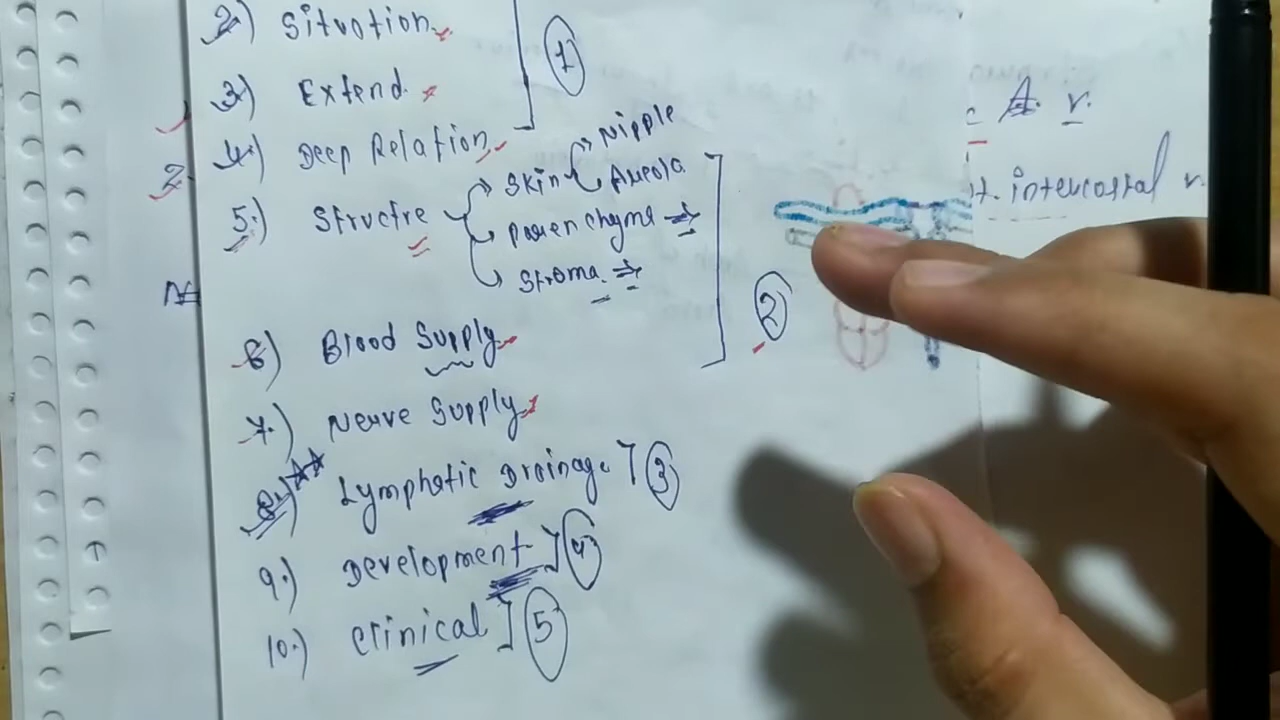 2.) Situation
1
3.) Extend
4.) Deep Relation
5.) Structre
Skin
Nipple
Areola
parenchyma
Stroma
2
6.) Blood Supply
7.) Nerve Supply
8.) Lymphatic Drainage
3
9.) Development
4
10.) Clinical
5
A. v.
t. intercostal v.